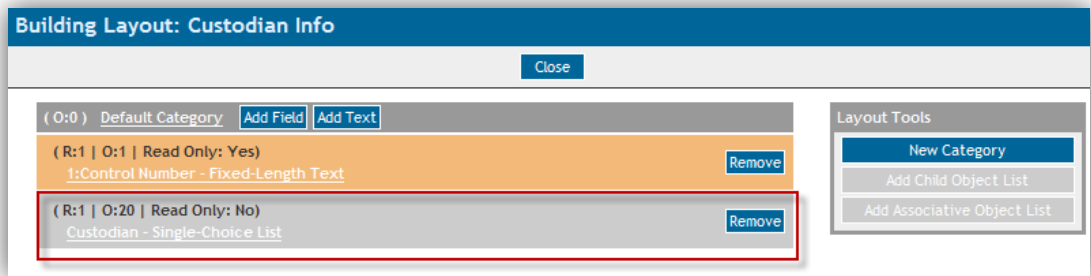 Building Layout: Custodian Info
Close
( O:0 ) Default Category Add Field Add Text
( R:1 | O:1 | Read Only: Yes)
1:Control Number - Fixed-Length Text
Remove
( R:1 | O:20 | Read Only: No)
Custodian - Single-Choice List
Remove
Layout Tools
New Category
Add Child Object List
Add Associative Object List